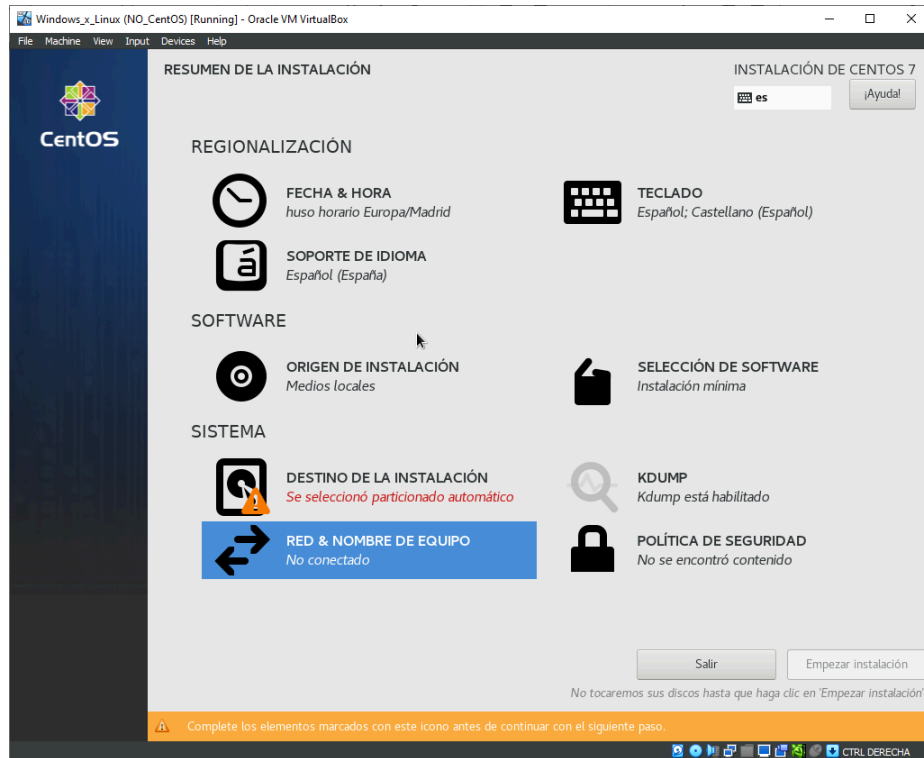 Windows_x_Linux (NO_CentOS) [Running] - Oracle VM VirtualBox
File Machine View Input Devices Help
RESUMEN DE LA INSTALACIÓN
INSTALACIÓN DE CENTOS 7
es
¡Ayuda!
CentOS
REGIONALIZACIÓN
FECHA & HORA
huso horario Europa/Madrid
TECLADO
Español; Castellano (Español)
á
SOPORTE DE IDIOMA
Español (España)
SOFTWARE
ORIGEN DE INSTALACIÓN
Medios locales
SELECCIÓN DE SOFTWARE
Instalación mínima
SISTEMA
DESTINO DE LA INSTALACIÓN
Se seleccionó particionado automático
KDUMP
Kdump está habilitado
RED & NOMBRE DE EQUIPO
No conectado
POLÍTICA DE SEGURIDAD
No se encontró contenido
Salir
Empezar instalación
No tocaremos sus discos hasta que haga clic en 'Empezar instalación'
Complete los elementos marcados con este icono antes de continuar con el siguiente paso.
CTRL DERECHA